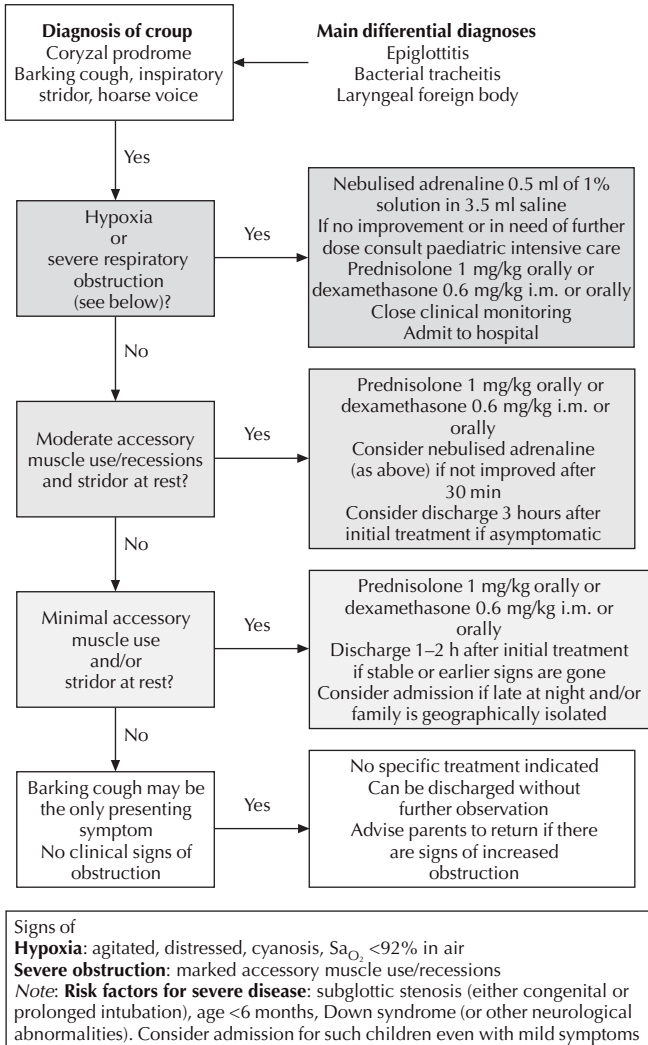 Diagnosis of croup
Coryzal prodrome
Barking cough, inspiratory
stridor, hoarse voice
Main differential diagnoses
Epiglottitis
Bacterial tracheitis
Laryngeal foreign body
Yes
Hypoxia
or
severe respiratory
obstruction
(see below)?
Yes
Nebulised adrenaline 0.5 ml of 1%
solution in 3.5 ml saline
If no improvement or in need of further
dose consult paediatric intensive care
Prednisolone 1 mg/kg orally or
dexamethasone 0.6 mg/kg i.m. or orally
Close clinical monitoring
Admit to hospital
No
Moderate accessory
muscle use/recessions
and stridor at rest?
Yes
Prednisolone 1 mg/kg orally or
dexamethasone 0.6 mg/kg i.m. or
orally
Consider nebulised adrenaline
(as above) if not improved after
30 min
Consider discharge 3 hours after
initial treatment if asymptomatic
No
Minimal accessory
muscle use
and/or
stridor at rest?
Yes
Prednisolone 1 mg/kg orally or
dexamethasone 0.6 mg/kg i.m. or
orally
Discharge 1–2 h after initial treatment
if stable or earlier signs are gone
Consider admission if late at night and/or
family is geographically isolated
No
Barking cough may be
the only presenting
symptom
No clinical signs of
obstruction
Yes
No specific treatment indicated
Can be discharged without
further observation
Advise parents to return if there
are signs of increased
obstruction
Signs of
Hypoxia: agitated, distressed, cyanosis, SaO₂ <92% in air
Severe obstruction: marked accessory muscle use/recessions
Note: Risk factors for severe disease: subglottic stenosis (either congenital or
prolonged intubation), age <6 months, Down syndrome (or other neurological
abnormalities). Consider admission for such children even with mild symptoms